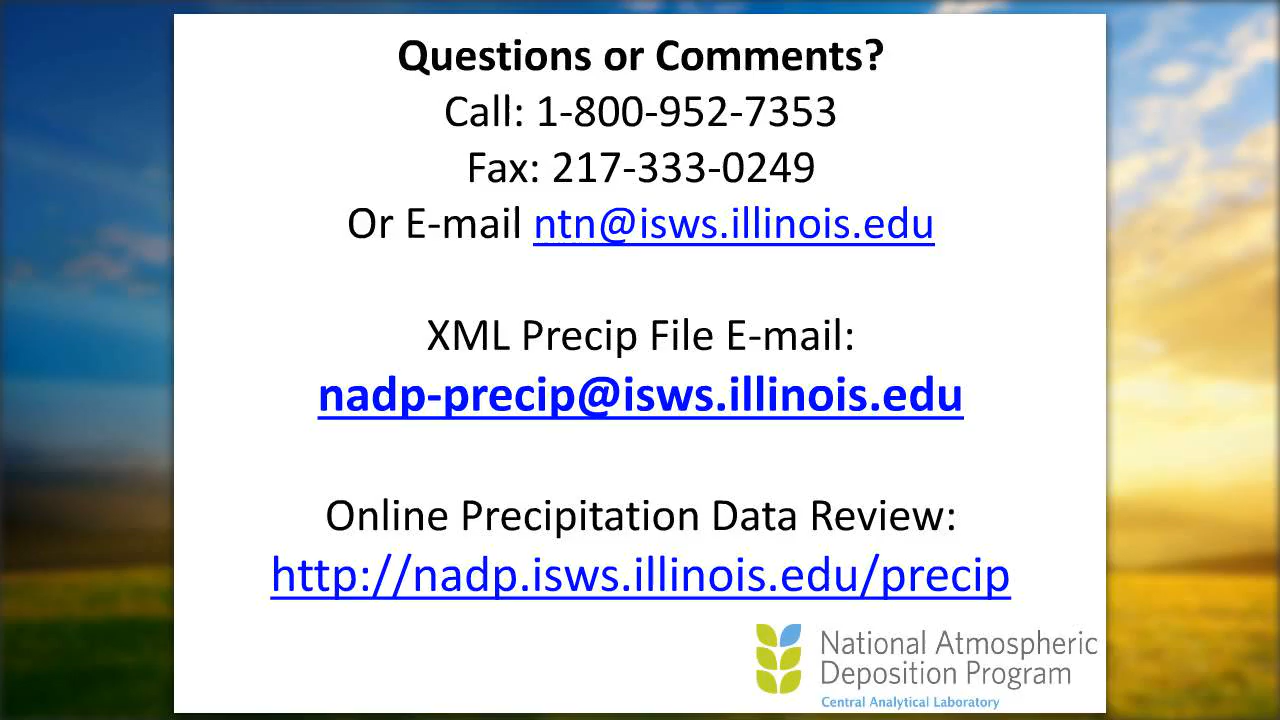 Questions or Comments?
Call: 1-800-952-7353
Fax: 217-333-0249
Or E-mail ntn@isws.illinois.edu
XML Precip File E-mail:
nadp-precip@isws.illinois.edu
Online Precipitation Data Review:
http://nadp.isws.illinois.edu/precip
National Atmospheric
Deposition Program
Central Analytical Laboratory